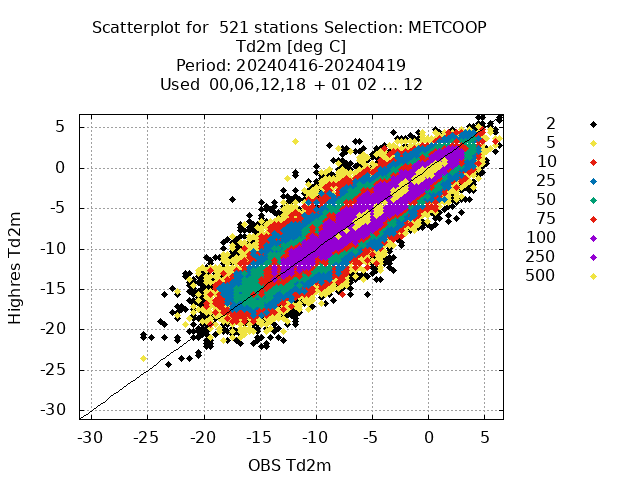 Scatterplot for  521 stations Selection: METCOOP
Td2m [deg C]
Period: 20240416-20240419
Used  00,06,12,18 + 01 02 ... 12
2
5
10
25
50
75
100
250
500
5
0
-5
-10
-15
-20
-25
-30
Highres Td2m
-30 -25 -20 -15 -10 -5 0 5
OBS Td2m